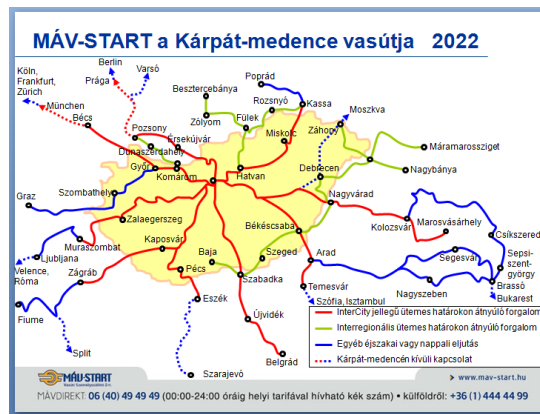 MÁV-START a Kárpát-medence vasútja 2022
Köln,
Frankfurt,
Zürich
München
Bécs
Berlin
Prága
Varsó
Pozsony
Dunaszerdahely
Érsekújvár
Győr
Komárom
Besztercebánya
Zólyom
Fülek
Rozsnyó
Poprád
Kassa
Miskolc
Hatvan
Moszkva
Záhony
Debrecen
Máramarossziget
Nagybánya
Nagyvárad
Graz
Szombathely
Zalaegerszeg
Muraszombat
Ljubljana
Velence,
Róma
Zágráb
Fiume
Split
Kaposvár
Pécs
Baja
Szeged
Szabadka
Békéscsaba
Kolozsvár
Marosvásárhely
Csíkszered
Segesvár
Sepsi-
szent-
györgy
Brassó
Bukarest
Nagyszeben
Arad
Temesvár
Szófia, Isztambul
Eszék
Szarajevó
Újvidék
Belgrád
InterCity jellegű ütemes határokon átnyúló forgalom
Interregionális ütemes határokon átnyúló forgalom
Egyéb éjszakai vagy nappali eljutás
Kárpát-medencén kívüli kapcsolat
MÁV-START
www.mav-start.hu
MÁVDIREKT: 06 (40) 49 49 49 (00:00-24:00 óráig helyi tarifával hívható kék szám) • külföldről: +36 (1) 444 44 99